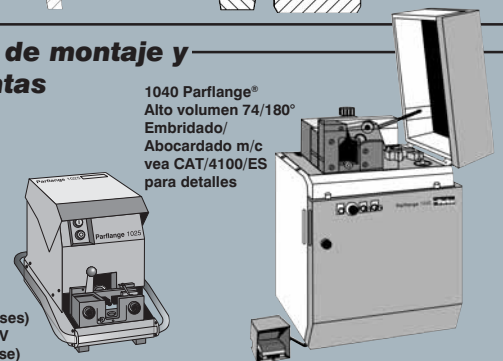 de montaje y
ntas
1040 Parflange®
Alto volumen 74/180°
Embridado/
Abocardado m/c
vea CAT/4100/ES
para detalles
Parflange 1025
Parflange 1025
Parflange 1040
Parker
ses)
V
se)